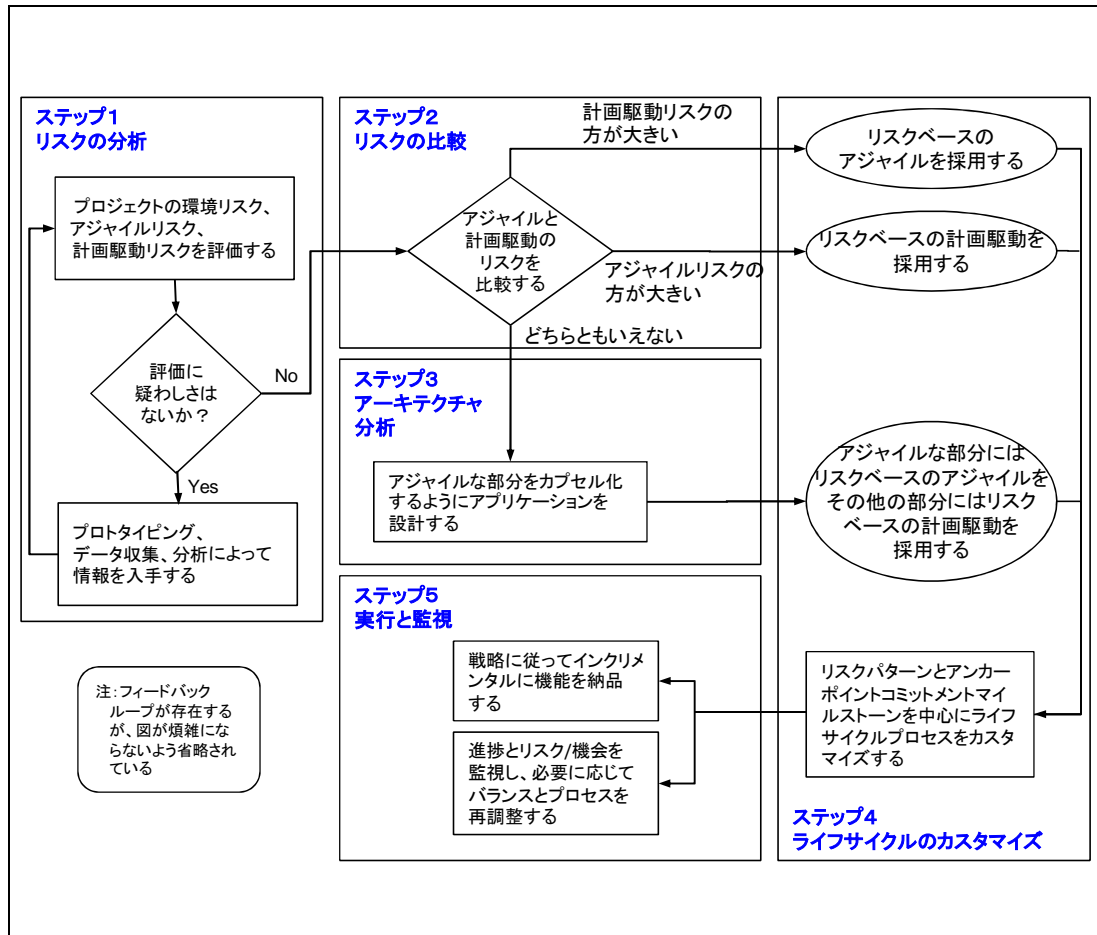 ステップ1
リスクの分析
プロジェクトの環境リスク、
アジャイルリスク、
計画駆動リスクを評価する
評価に
疑わしさは
ないか？
No
Yes
プロトタイピング、
データ収集、分析によって
情報を入手する
注：フィードバック
ループが存在する
が、図が煩雑にな
らないよう省略され
ている
ステップ2
リスクの比較
計画駆動リスクの
方が大きい
アジャイルと
計画駆動の
リスクを
比較する
アジャイルリスクの
方が大きい
どちらともいえない
ステップ3
アーキテクチャ
分析
アジャイルな部分をカプセル化
するようにアプリケーションを
設計する
リスクベースの
アジャイルを採用する
リスクベースの計画駆動を
採用する
アジャイルな部分には
リスクベースのアジャイルを
その他の部分にはリスク
ベースの計画駆動を
採用する
リスクパターンとアンカー
ポイントコミットメントマイ
ルストーンを中心にライフ
サイクルプロセスをカスタ
マイズする
ステップ4
ライフサイクルのカスタマイズ
ステップ5
実行と監視
戦略に従ってインクリメ
ンタルに機能を納品す
る
進捗とリスク/機会を
監視し、必要に応じて
バランスとプロセスを
再調整する